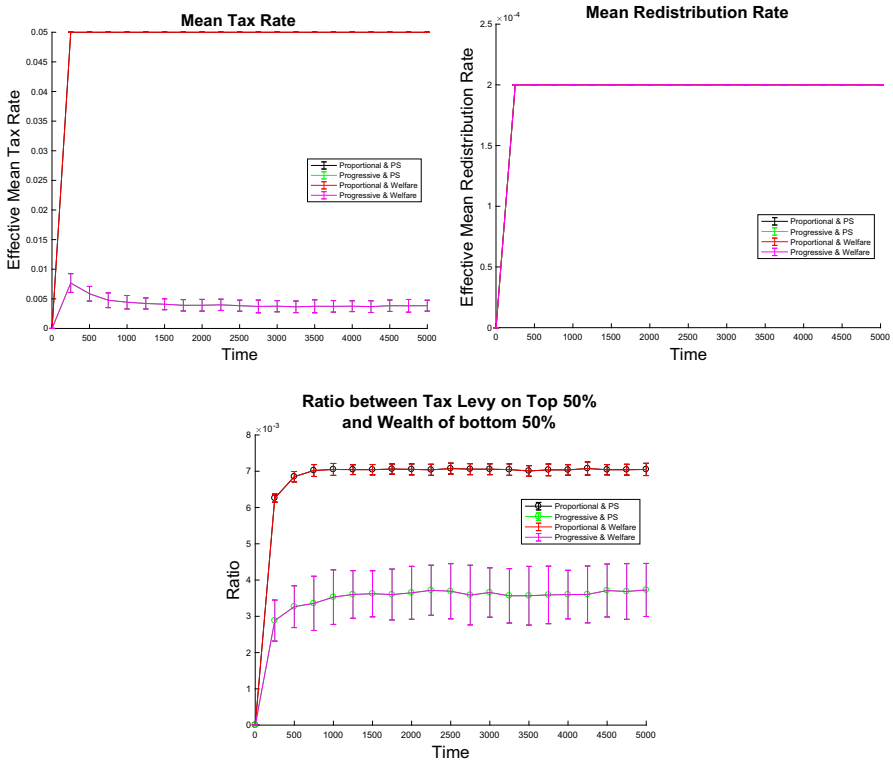 Mean Tax Rate
0.05
0.045
0.04
0.035
0.03
0.025
0.02
0.015
0.01
0.005
0
Effective Mean Tax Rate
Proportional & PS
Progressive & PS
Proportional & Welfare
Progressive & Welfare
0 500 1000 1500 2000 2500 3000 3500 4000 4500 5000
Time
Mean Redistribution Rate
×10⁻⁴
2.5
2
1.5
1
0.5
0
Effective Mean Redistribution Rate
Proportional & PS
Progressive & PS
Proportional & Welfare
Progressive & Welfare
0 500 1000 1500 2000 2500 3000 3500 4000 4500 5000
Time
Ratio between Tax Levy on Top 50%
and Wealth of bottom 50%
×10⁻³
8
7
6
5
4
3
2
1
0
Ratio
Proportional & PS
Progressive & PS
Proportional & Welfare
Progressive & Welfare
0 500 1000 1500 2000 2500 3000 3500 4000 4500 5000
Time